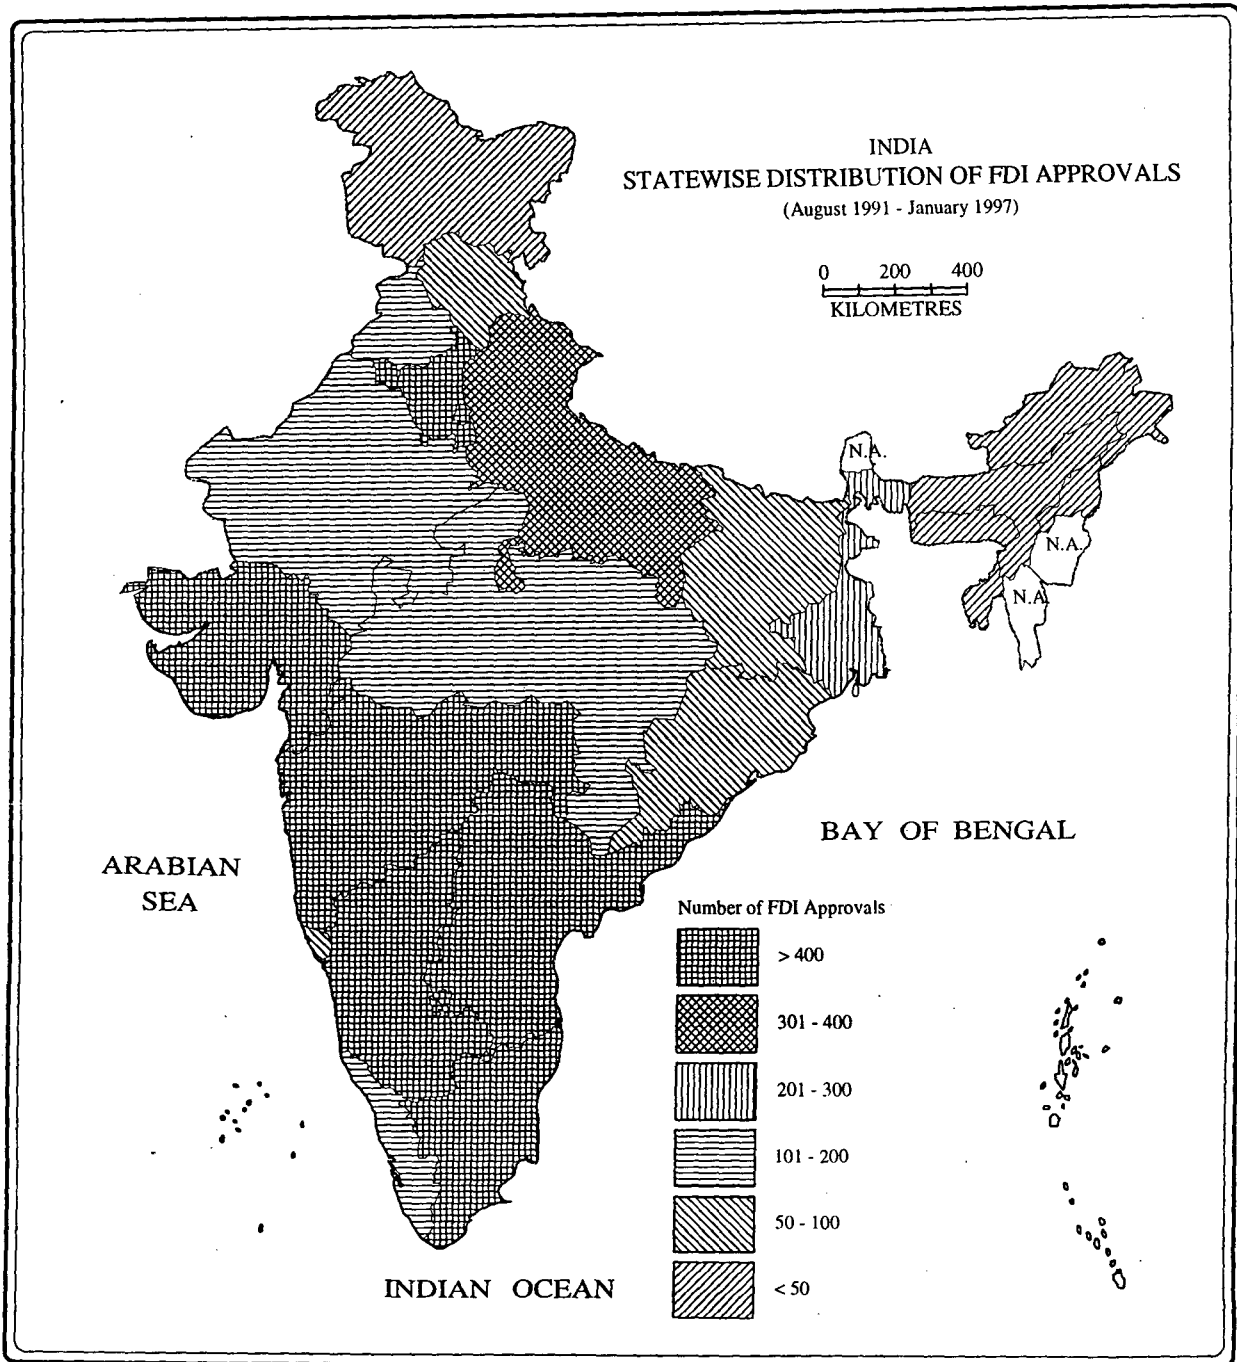 INDIA
STATEWISE DISTRIBUTION OF FDI APPROVALS
(August 1991 - January 1997)
0 200 400
KILOMETRES
N.A.
N.A.
N.A.
BAY OF BENGAL
ARABIAN
SEA
Number of FDI Approvals
> 400
301 - 400
201 - 300
101 - 200
50 - 100
< 50
INDIAN OCEAN